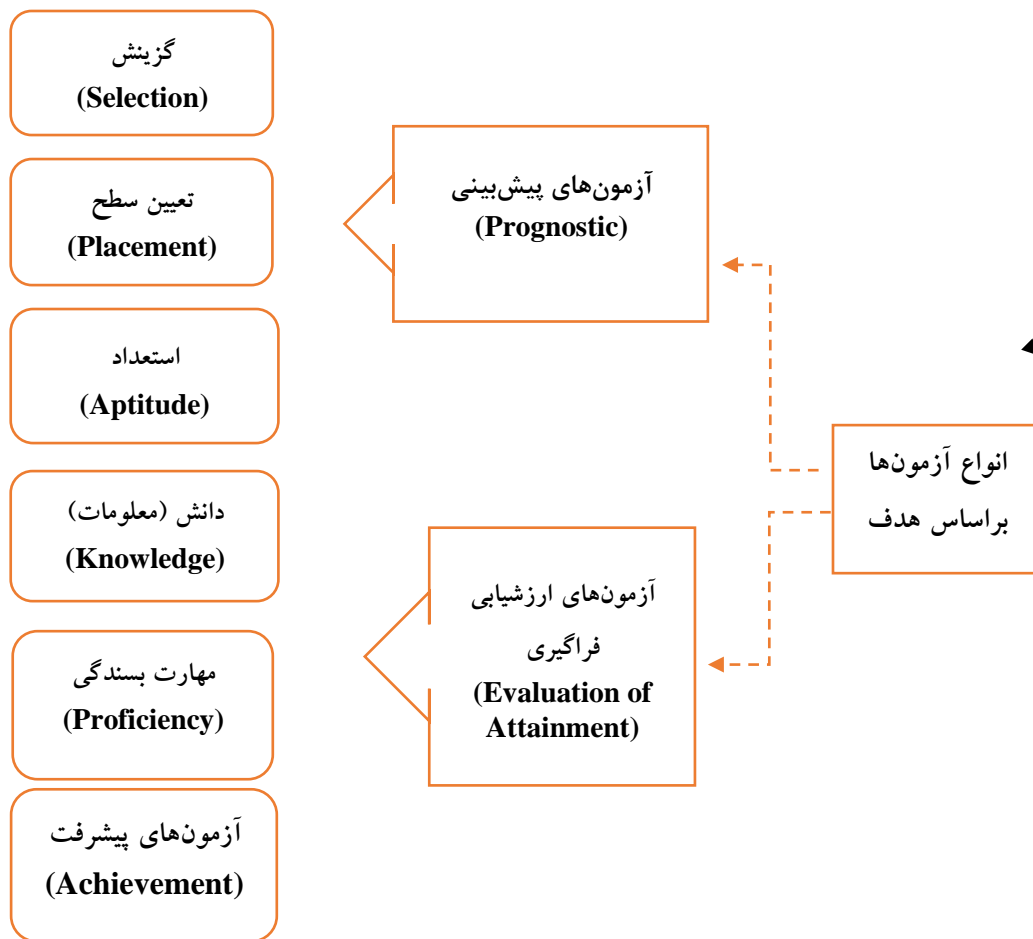 انواع آزمون‌ها
براساس هدف
آزمون‌های پیش‌بینی
(Prognostic)
گزینش
(Selection)
تعیین سطح
(Placement)
استعداد
(Aptitude)
آزمون‌های ارزشیابی
فراگیری
(Evaluation of
Attainment)
دانش (معلومات)
(Knowledge)
مهارت بسندگی
(Proficiency)
آزمون‌های پیشرفت
(Achievement)